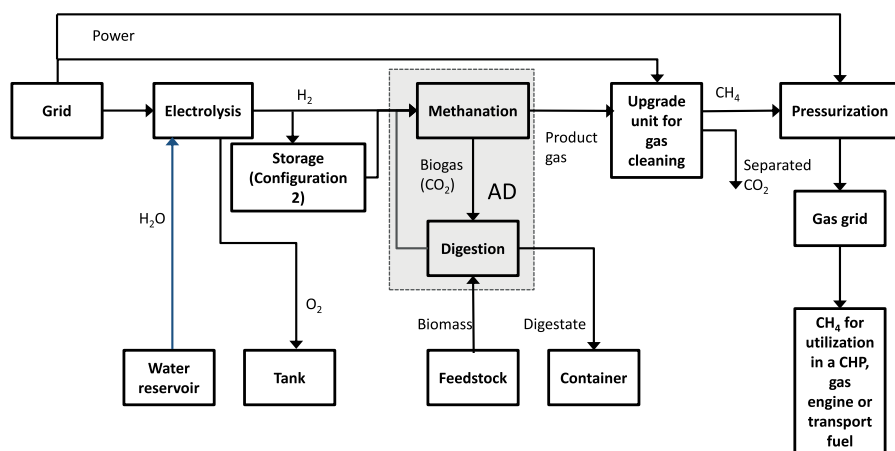 Power
Grid
Electrolysis
H₂
Methanation
Upgrade
unit for
gas
cleaning
CH₄
Pressurization
Storage
(Configuration
2)
Biogas
(CO₂)
AD
Product
gas
Separated
CO₂
H₂O
Digestion
Gas grid
O₂
Biomass
Digestate
Water
reservoir
Tank
Feedstock
Container
CH₄ for
utilization
in a CHP,
gas
engine or
transport
fuel